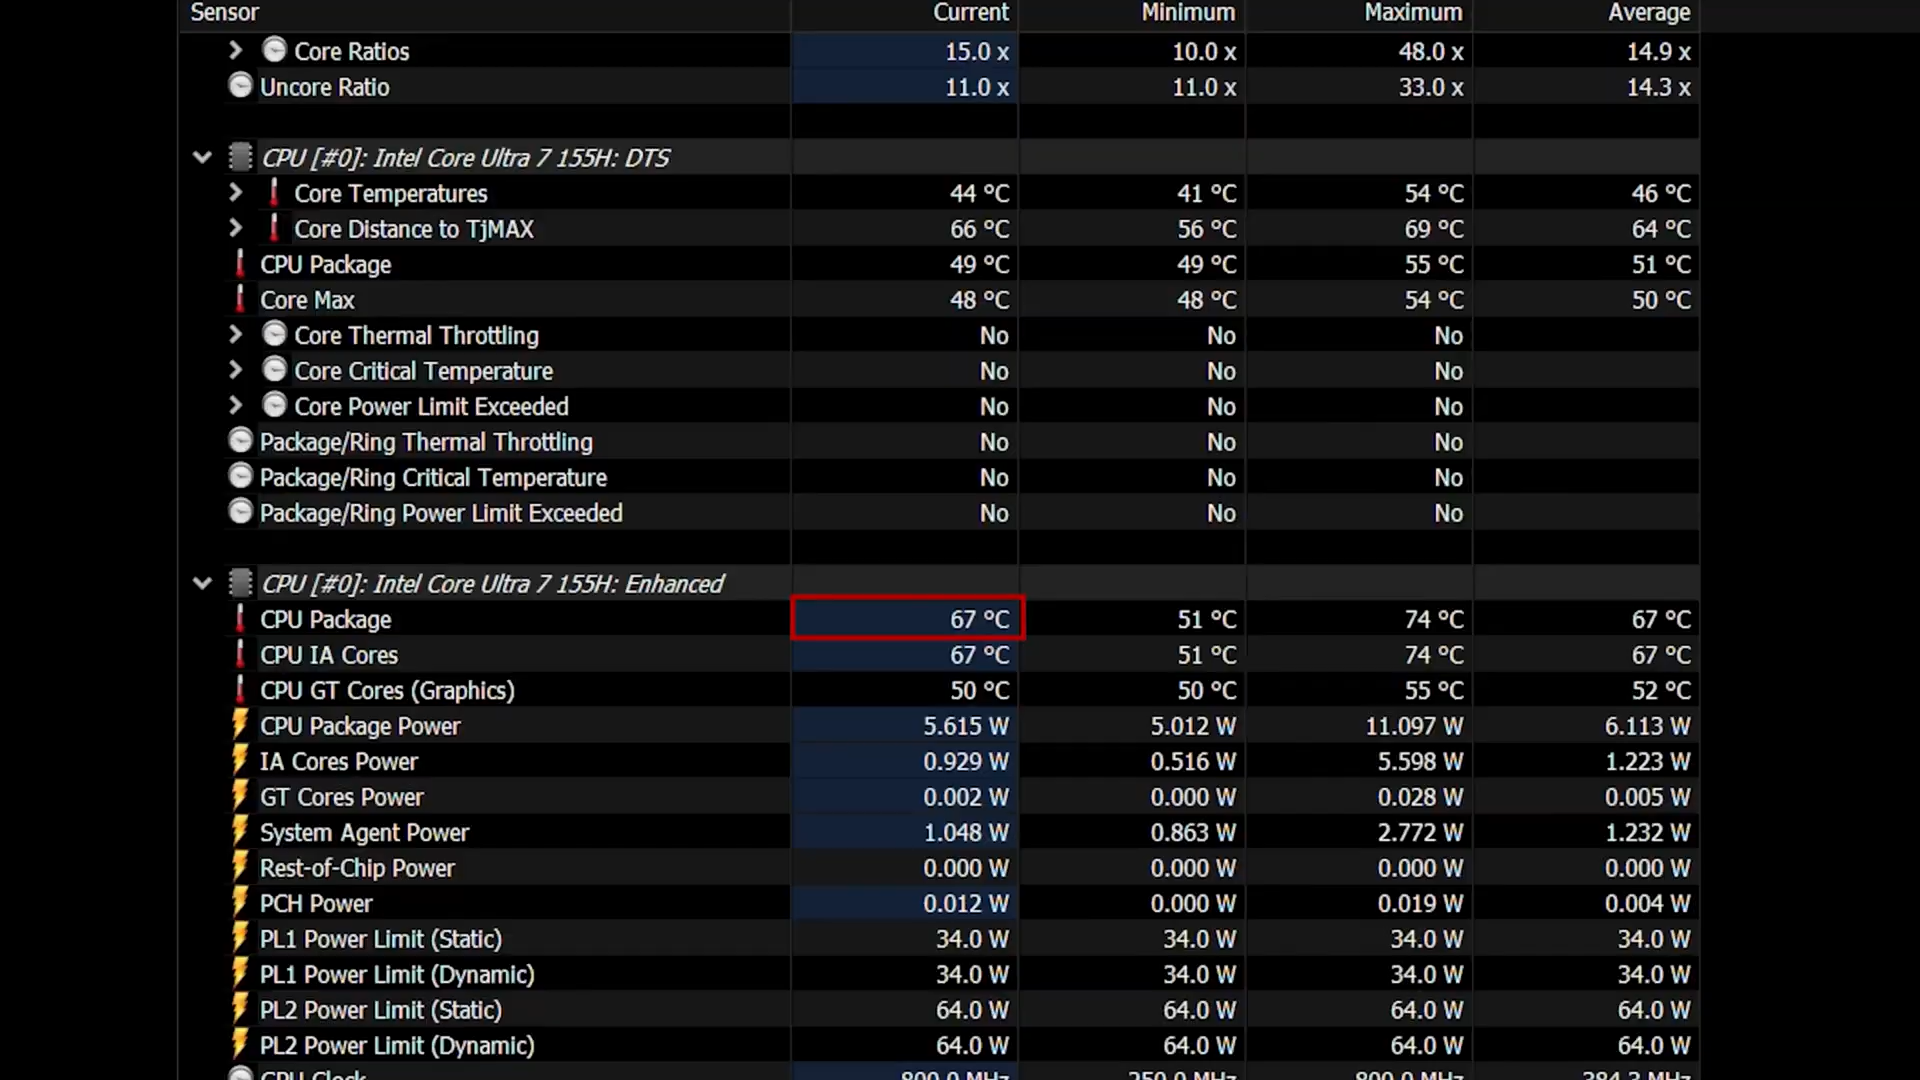 Sensor Current Minimum Maximum Average
Core Ratios 15.0 x 10.0 x 48.0 x 14.9 x
Uncore Ratio 11.0 x 11.0 x 33.0 x 14.3 x
CPU [#0]: Intel Core Ultra 7 155H: DTS
Core Temperatures 44 °C 41 °C 54 °C 46 °C
Core Distance to TjMAX 66 °C 56 °C 69 °C 64 °C
CPU Package 49 °C 49 °C 55 °C 51 °C
Core Max 48 °C 48 °C 54 °C 50 °C
Core Thermal Throttling No No No
Core Critical Temperature No No No
Core Power Limit Exceeded No No No
Package/Ring Thermal Throttling No No No
Package/Ring Critical Temperature No No No
Package/Ring Power Limit Exceeded No No No
CPU [#0]: Intel Core Ultra 7 155H: Enhanced
CPU Package 67 °C 51 °C 74 °C 67 °C
CPU IA Cores 67 °C 51 °C 74 °C 67 °C
CPU GT Cores (Graphics) 50 °C 50 °C 55 °C 52 °C
CPU Package Power 5.615 W 5.012 W 11.097 W 6.113 W
IA Cores Power 0.929 W 0.516 W 5.598 W 1.223 W
GT Cores Power 0.002 W 0.000 W 0.028 W 0.005 W
System Agent Power 1.048 W 0.863 W 2.772 W 1.232 W
Rest-of-Chip Power 0.000 W 0.000 W 0.000 W 0.000 W
PCH Power 0.012 W 0.000 W 0.019 W 0.004 W
PL1 Power Limit (Static) 34.0 W 34.0 W 34.0 W 34.0 W
PL1 Power Limit (Dynamic) 34.0 W 34.0 W 34.0 W 34.0 W
PL2 Power Limit (Static) 64.0 W 64.0 W 64.0 W 64.0 W
PL2 Power Limit (Dynamic) 64.0 W 64.0 W 64.0 W 64.0 W
CPU Clock MHz MHz MHz MHz